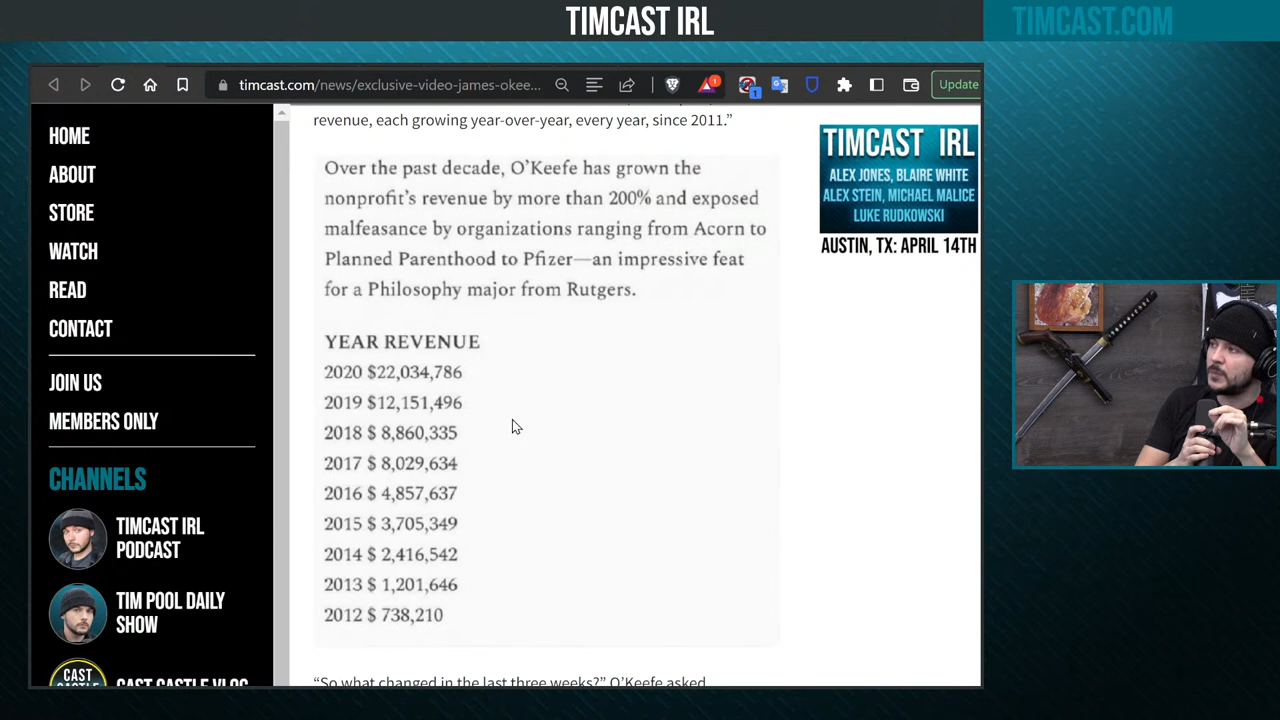 TIMCAST IRL
TIMCAST.COM
timcast.com/news/exclusive-video-james-okee...
1
1
Update
HOME
ABOUT
STORE
WATCH
READ
CONTACT
JOIN US
MEMBERS ONLY
CHANNELS
TIMCAST IRL
PODCAST
TIM POOL DAILY
SHOW
CAST
CASTLE
CAST CASTLE VLOG
revenue, each growing year-over-year, every year, since 2011.”
Over the past decade, O’Keefe has grown the
nonprofit’s revenue by more than 200% and exposed
malfeasance by organizations ranging from Acorn to
Planned Parenthood to Pfizer—an impressive feat
for a Philosophy major from Rutgers.
YEAR REVENUE
2020 $22,034,786
2019 $12,151,496
2018 $ 8,860,335
2017 $ 8,029,634
2016 $ 4,857,637
2015 $ 3,705,349
2014 $ 2,416,542
2013 $ 1,201,646
2012 $ 738,210
“So what changed in the last three weeks?” O’Keefe asked
TIMCAST IRL
ALEX JONES, BLAIRE WHITE
ALEX STEIN, MICHAEL MALICE
LUKE RUDKOWSKI
AUSTIN, TX: APRIL 14TH